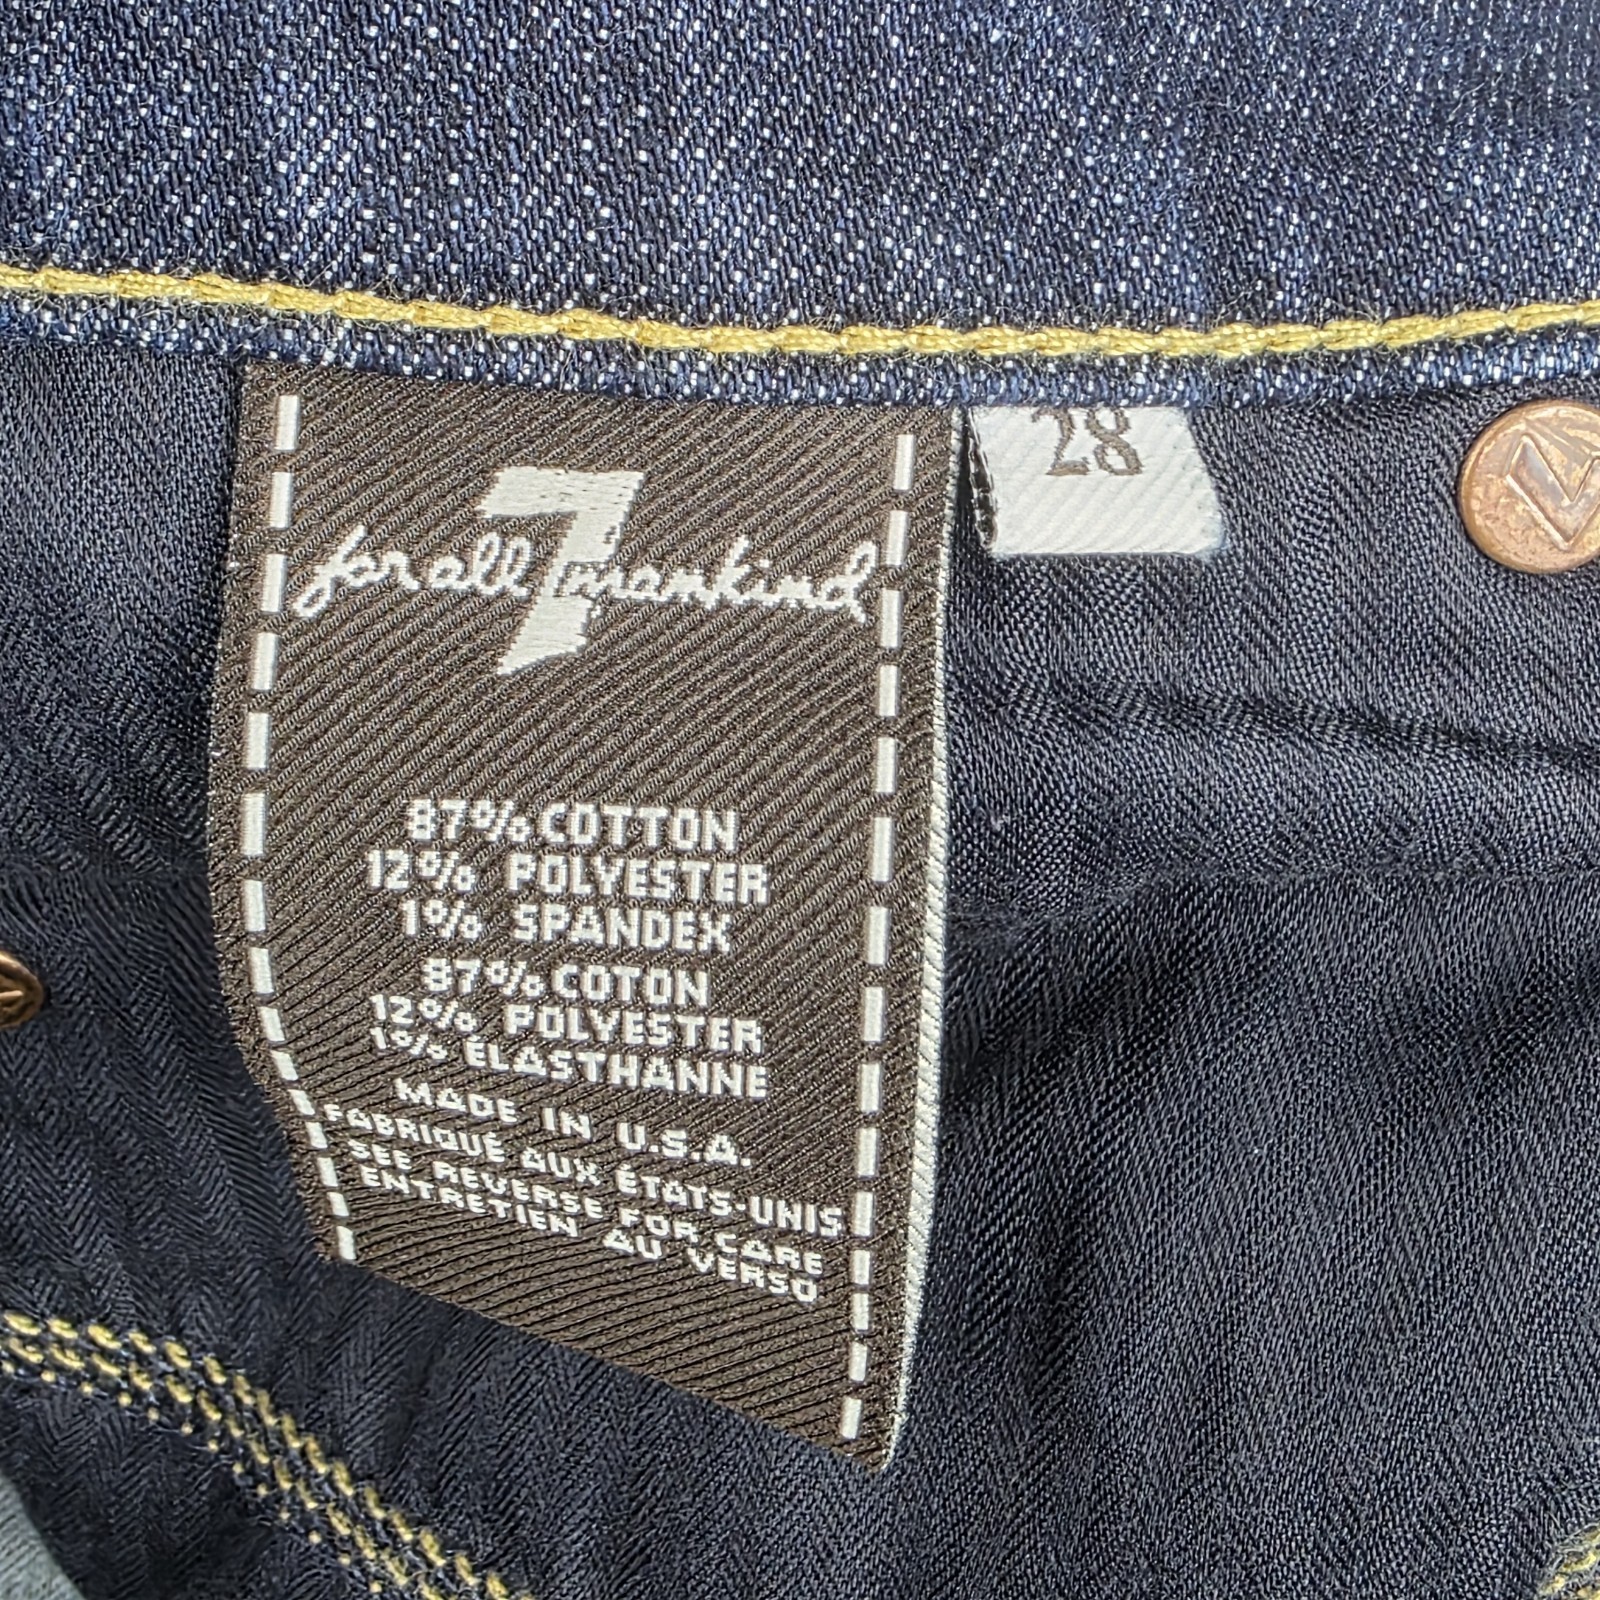 7
for all mankind
28
87% COTTON
12% POLYESTER
1% SPANDEX
87% COTON
12% POLYESTER
1% ELASTHANNE
MADE IN U.S.A.
FABRIQUÉ AUX ÉTATS-UNIS
SEE REVERSE FOR CARE
ENTRETIEN AU VERSO